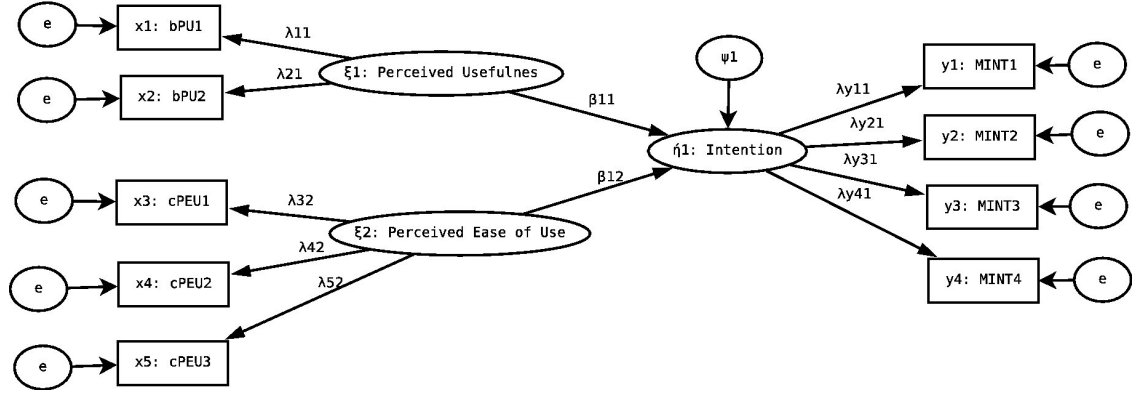 e
x1: bPU1
λ11
e
x2: bPU2
λ21
ξ1: Perceived Usefulnes
β11
ψ1
ή1: Intention
λy11
y1: MINT1
e
λy21
y2: MINT2
e
λy31
y3: MINT3
e
λy41
y4: MINT4
e
β12
e
x3: cPEU1
λ32
ξ2: Perceived Ease of Use
e
x4: cPEU2
λ42
e
x5: cPEU3
λ52